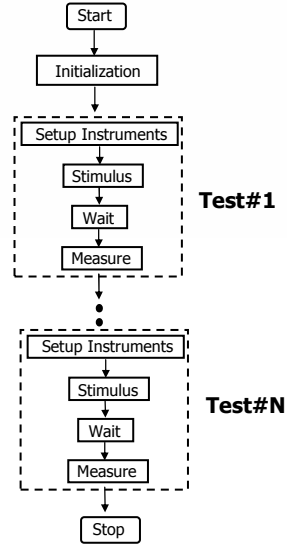 Start
Initialization
Setup Instruments
Stimulus
Test#1
Wait
Measure
Setup Instruments
Stimulus
Test#N
Wait
Measure
Stop